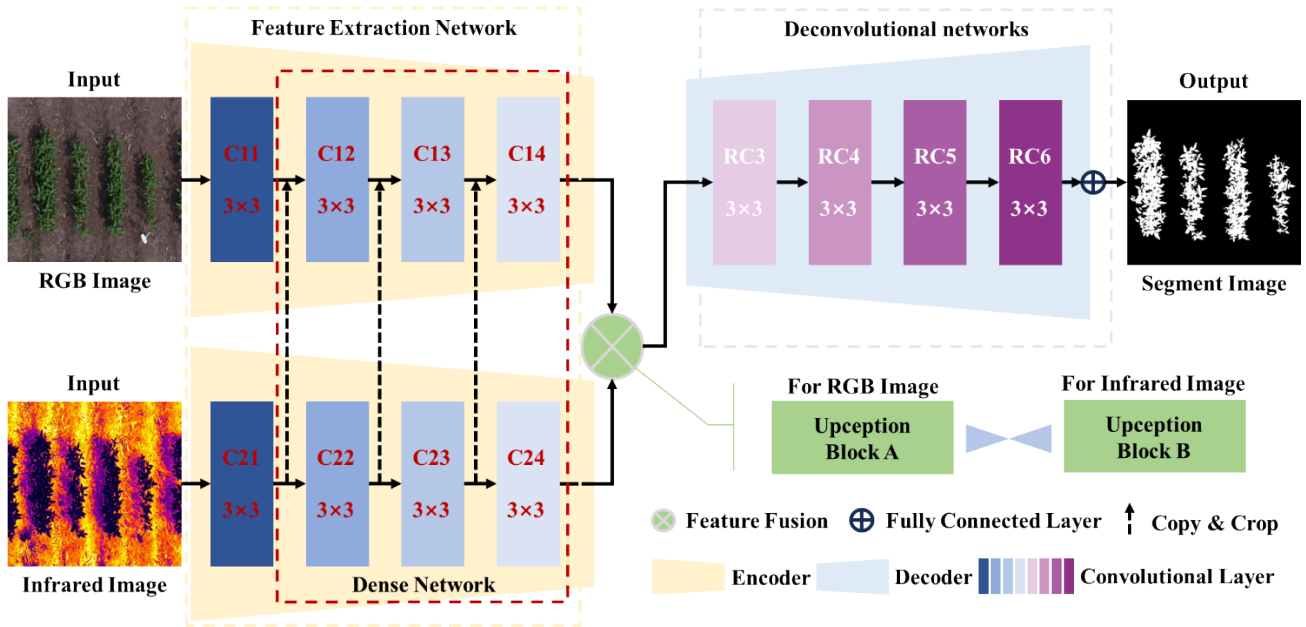 Feature Extraction Network
Deconvolutional networks
Input
Output
C11
3×3
C12
3×3
C13
3×3
C14
3×3
RC3
3×3
RC4
3×3
RC5
3×3
RC6
3×3
RGB Image
Segment Image
Input
For RGB Image
For Infrared Image
Upception
Block A
Upception
Block B
C21
3×3
C22
3×3
C23
3×3
C24
3×3
Feature Fusion
Fully Connected Layer
Copy & Crop
Infrared Image
Dense Network
Encoder
Decoder
Convolutional Layer